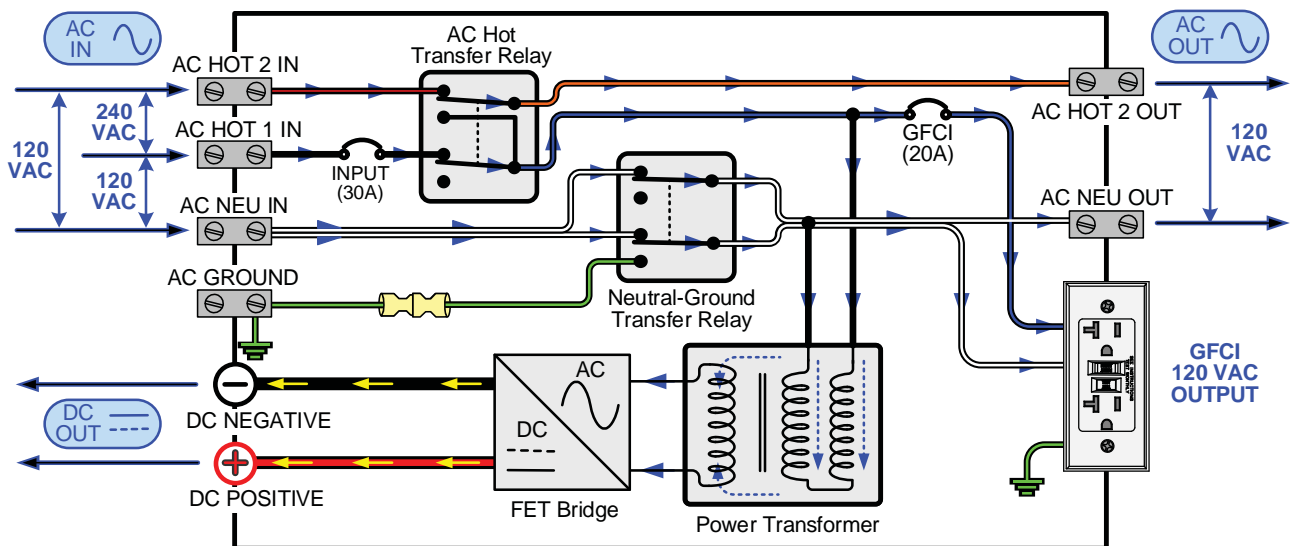 AC
IN
AC HOT 2 IN
240
VAC
AC HOT 1 IN
120
VAC
120
VAC
INPUT
(30A)
AC Hot
Transfer Relay
AC NEU IN
AC GROUND
Neutral-Ground
Transfer Relay
GFCI
(20A)
AC
OUT
AC HOT 2 OUT
120
VAC
AC NEU OUT
GFCI
120 VAC
OUTPUT
DC
OUT
DC NEGATIVE
DC POSITIVE
AC
DC
FET Bridge
Power Transformer